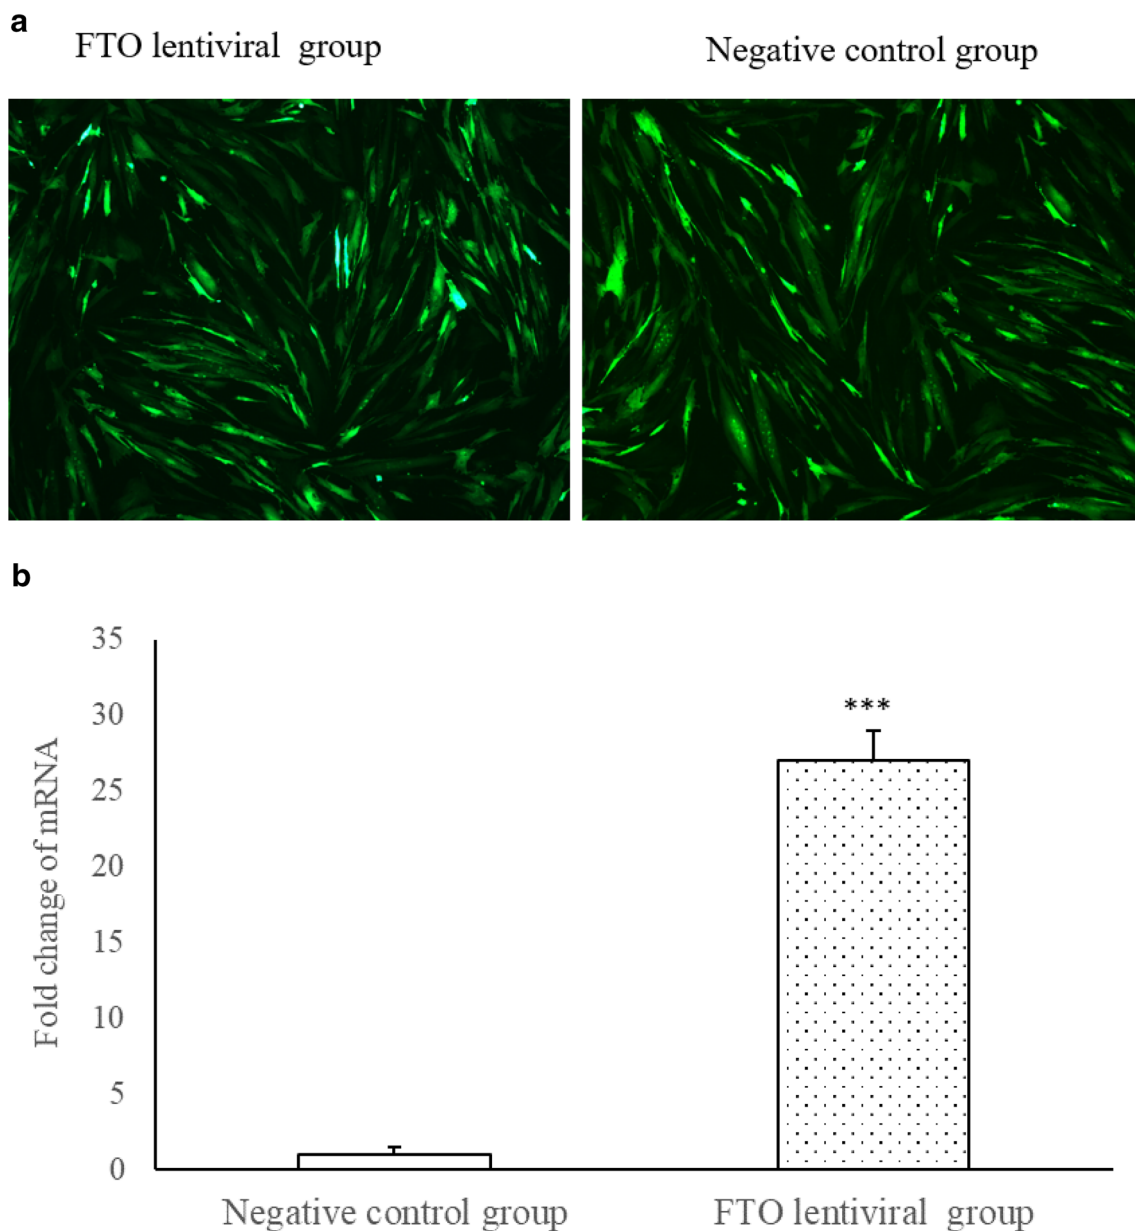 a
FTO lentiviral group
Negative control group
b
Fold change of mRNA
35
30
25
20
15
10
5
0
***
Negative control group
FTO lentiviral group